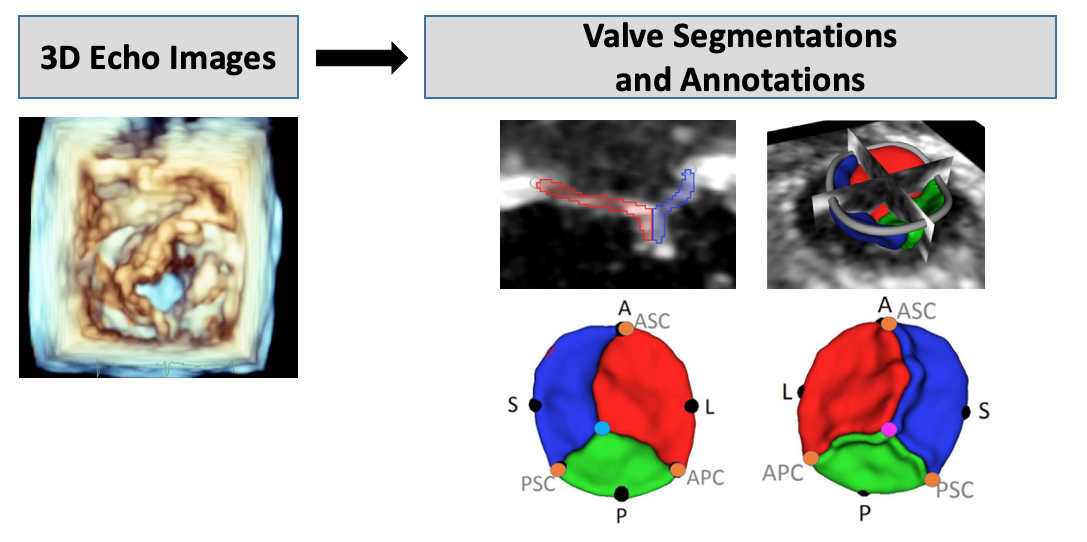 3D Echo Images
Valve Segmentations
and Annotations
A
ASC
S
L
PSC
APC
P
A
ASC
L
S
APC
PSC
P